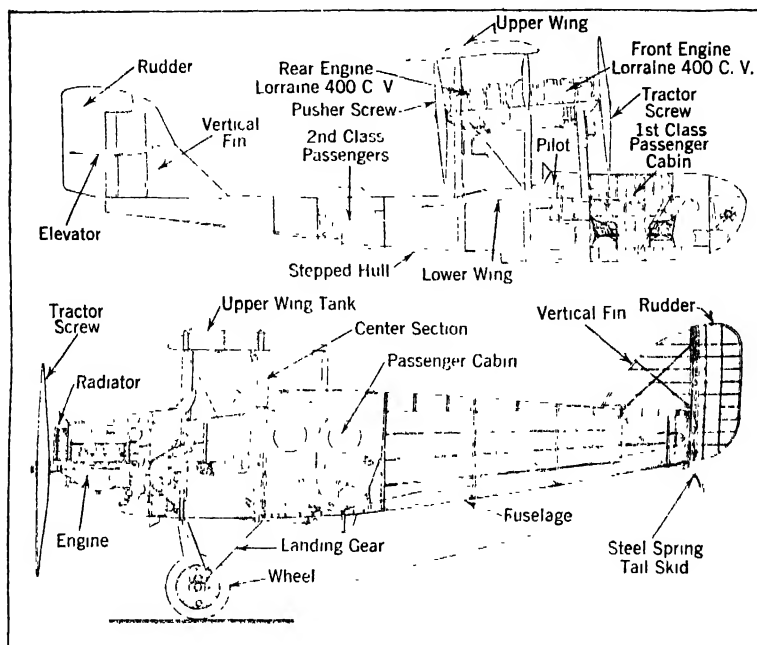 Upper Wing
Rudder
Rear Engine
Lorraine 400 C V
Front Engine
Lorraine 400 C. V.
Pusher Screw
Tractor
Screw
Vertical
Fin
2nd Class
Passengers
Pilot
1st Class
Passenger
Cabin
Elevator
Stepped Hull
Lower Wing
Tractor
Screw
Upper Wing Tank
Center Section
Vertical Fin
Rudder
Radiator
Passenger Cabin
Engine
Landing Gear
Fuselage
Wheel
Steel Spring
Tail Skid